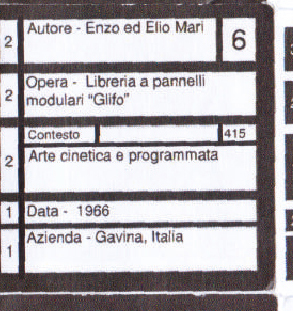 2 Autore - Enzo ed Elio Mari 6
2 Opera - Libreria a pannelli
modulari "Glifo"
Contesto 415
2 Arte cinetica e programmata
1 Data - 1966
1 Azienda - Gavina, Italia